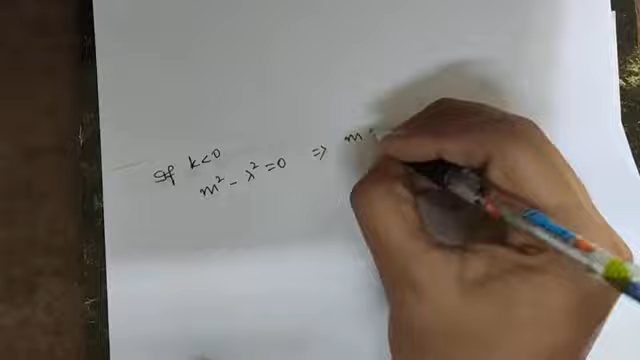 If k<0
m² - λ² = 0 ⇒ m